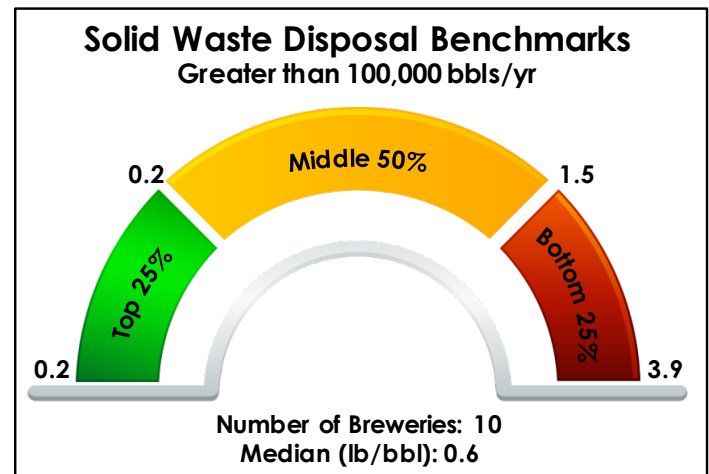 Solid Waste Disposal Benchmarks
Greater than 100,000 bbls/yr
Middle 50%
0.2
1.5
Top 25%
Bottom 25%
0.2
3.9
Number of Breweries: 10
Median (lb/bbl): 0.6